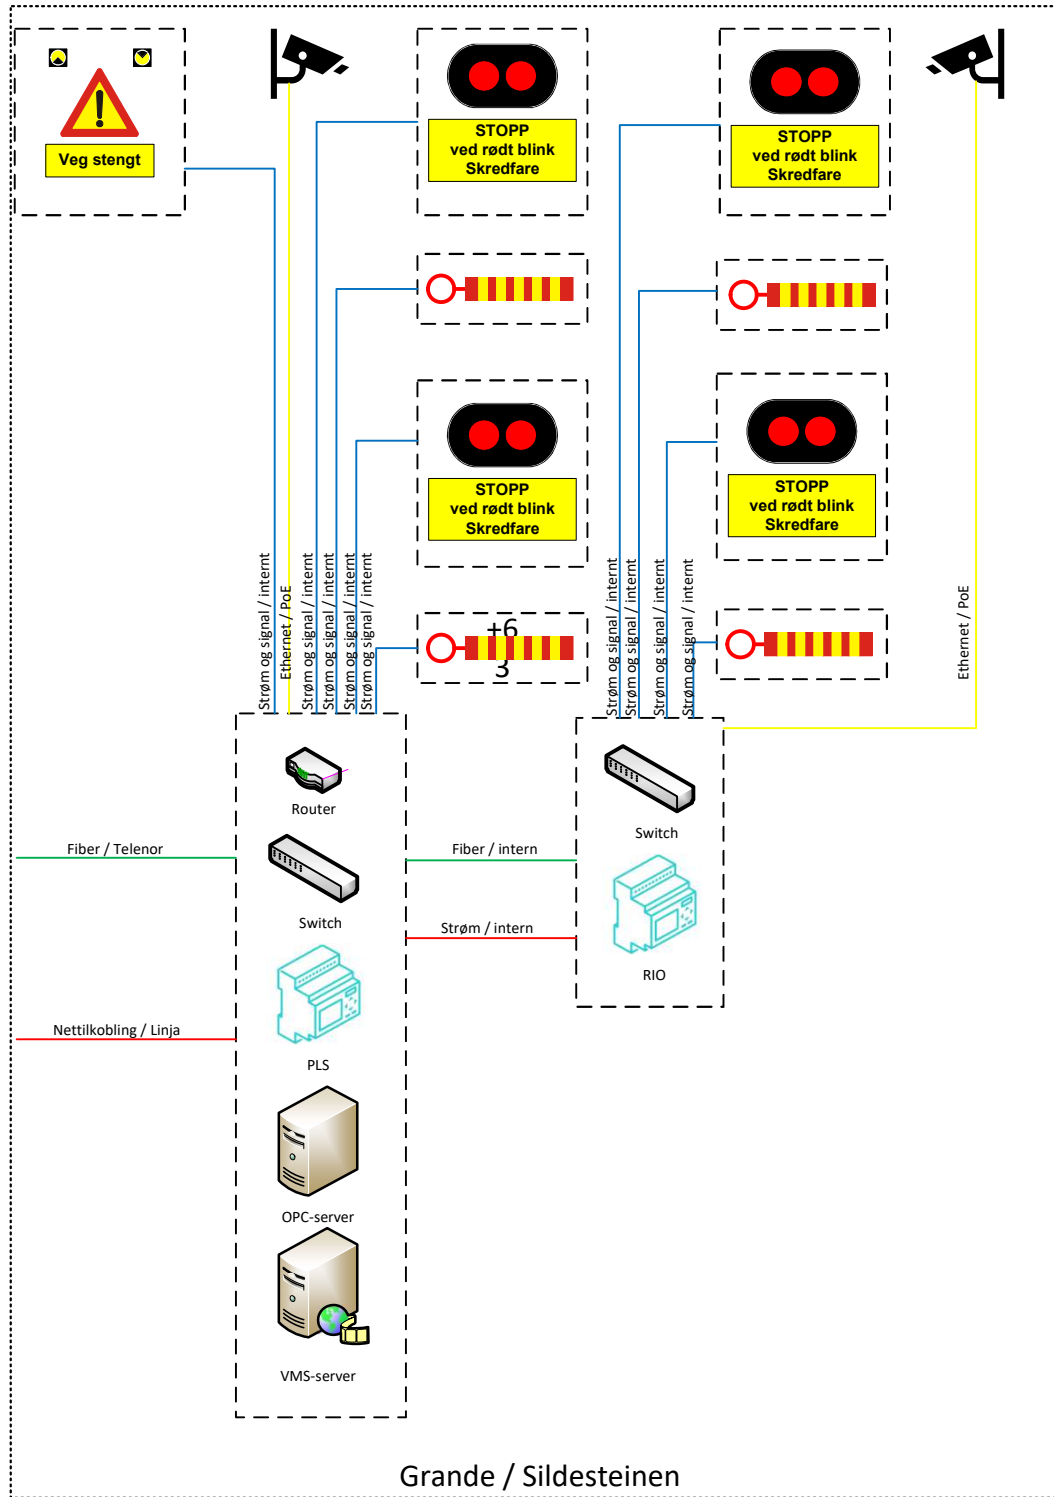 Veg stengt
STOPP
ved rødt blink
Skredfare
STOPP
ved rødt blink
Skredfare
STOPP
ved rødt blink
Skredfare
STOPP
ved rødt blink
Skredfare
+6
3
Strøm og signal / internt
Ethernet / PoE
Strøm og signal / internt
Strøm og signal / internt
Strøm og signal / internt
Strøm og signal / internt
Strøm og signal / internt
Strøm og signal / internt
Strøm og signal / internt
Strøm og signal / internt
Ethernet / PoE
Router
Switch
Fiber / Telenor
Fiber / intern
Switch
Strøm / intern
RIO
Nettilkobling / Linja
PLS
OPC-server
VMS-server
Grande / Sildesteinen